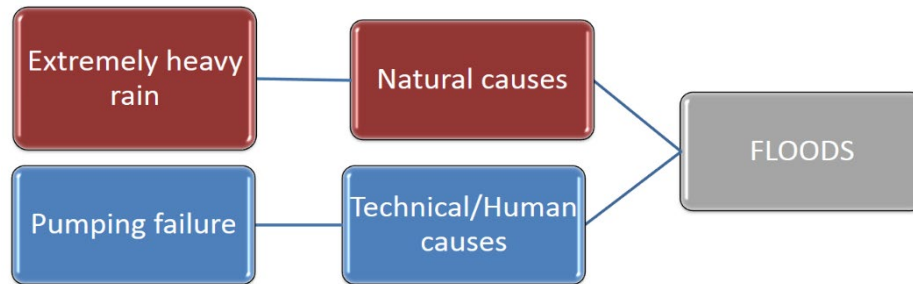 Extremely heavy
rain
Natural causes
FLOODS
Pumping failure
Technical/Human
causes